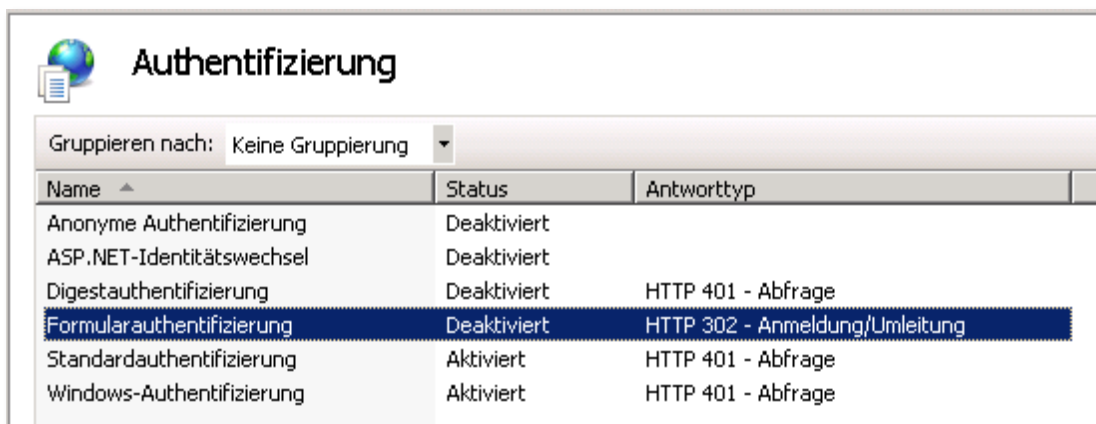 Authentifizierung
Gruppieren nach: Keine Gruppierung
Name Status Antworttyp
Anonyme Authentifizierung Deaktiviert
ASP.NET-Identitätswechsel Deaktiviert
Digestauthentifizierung Deaktiviert HTTP 401 - Abfrage
Formularauthentifizierung Deaktiviert HTTP 302 - Anmeldung/Umleitung
Standardauthentifizierung Aktiviert HTTP 401 - Abfrage
Windows-Authentifizierung Aktiviert HTTP 401 - Abfrage